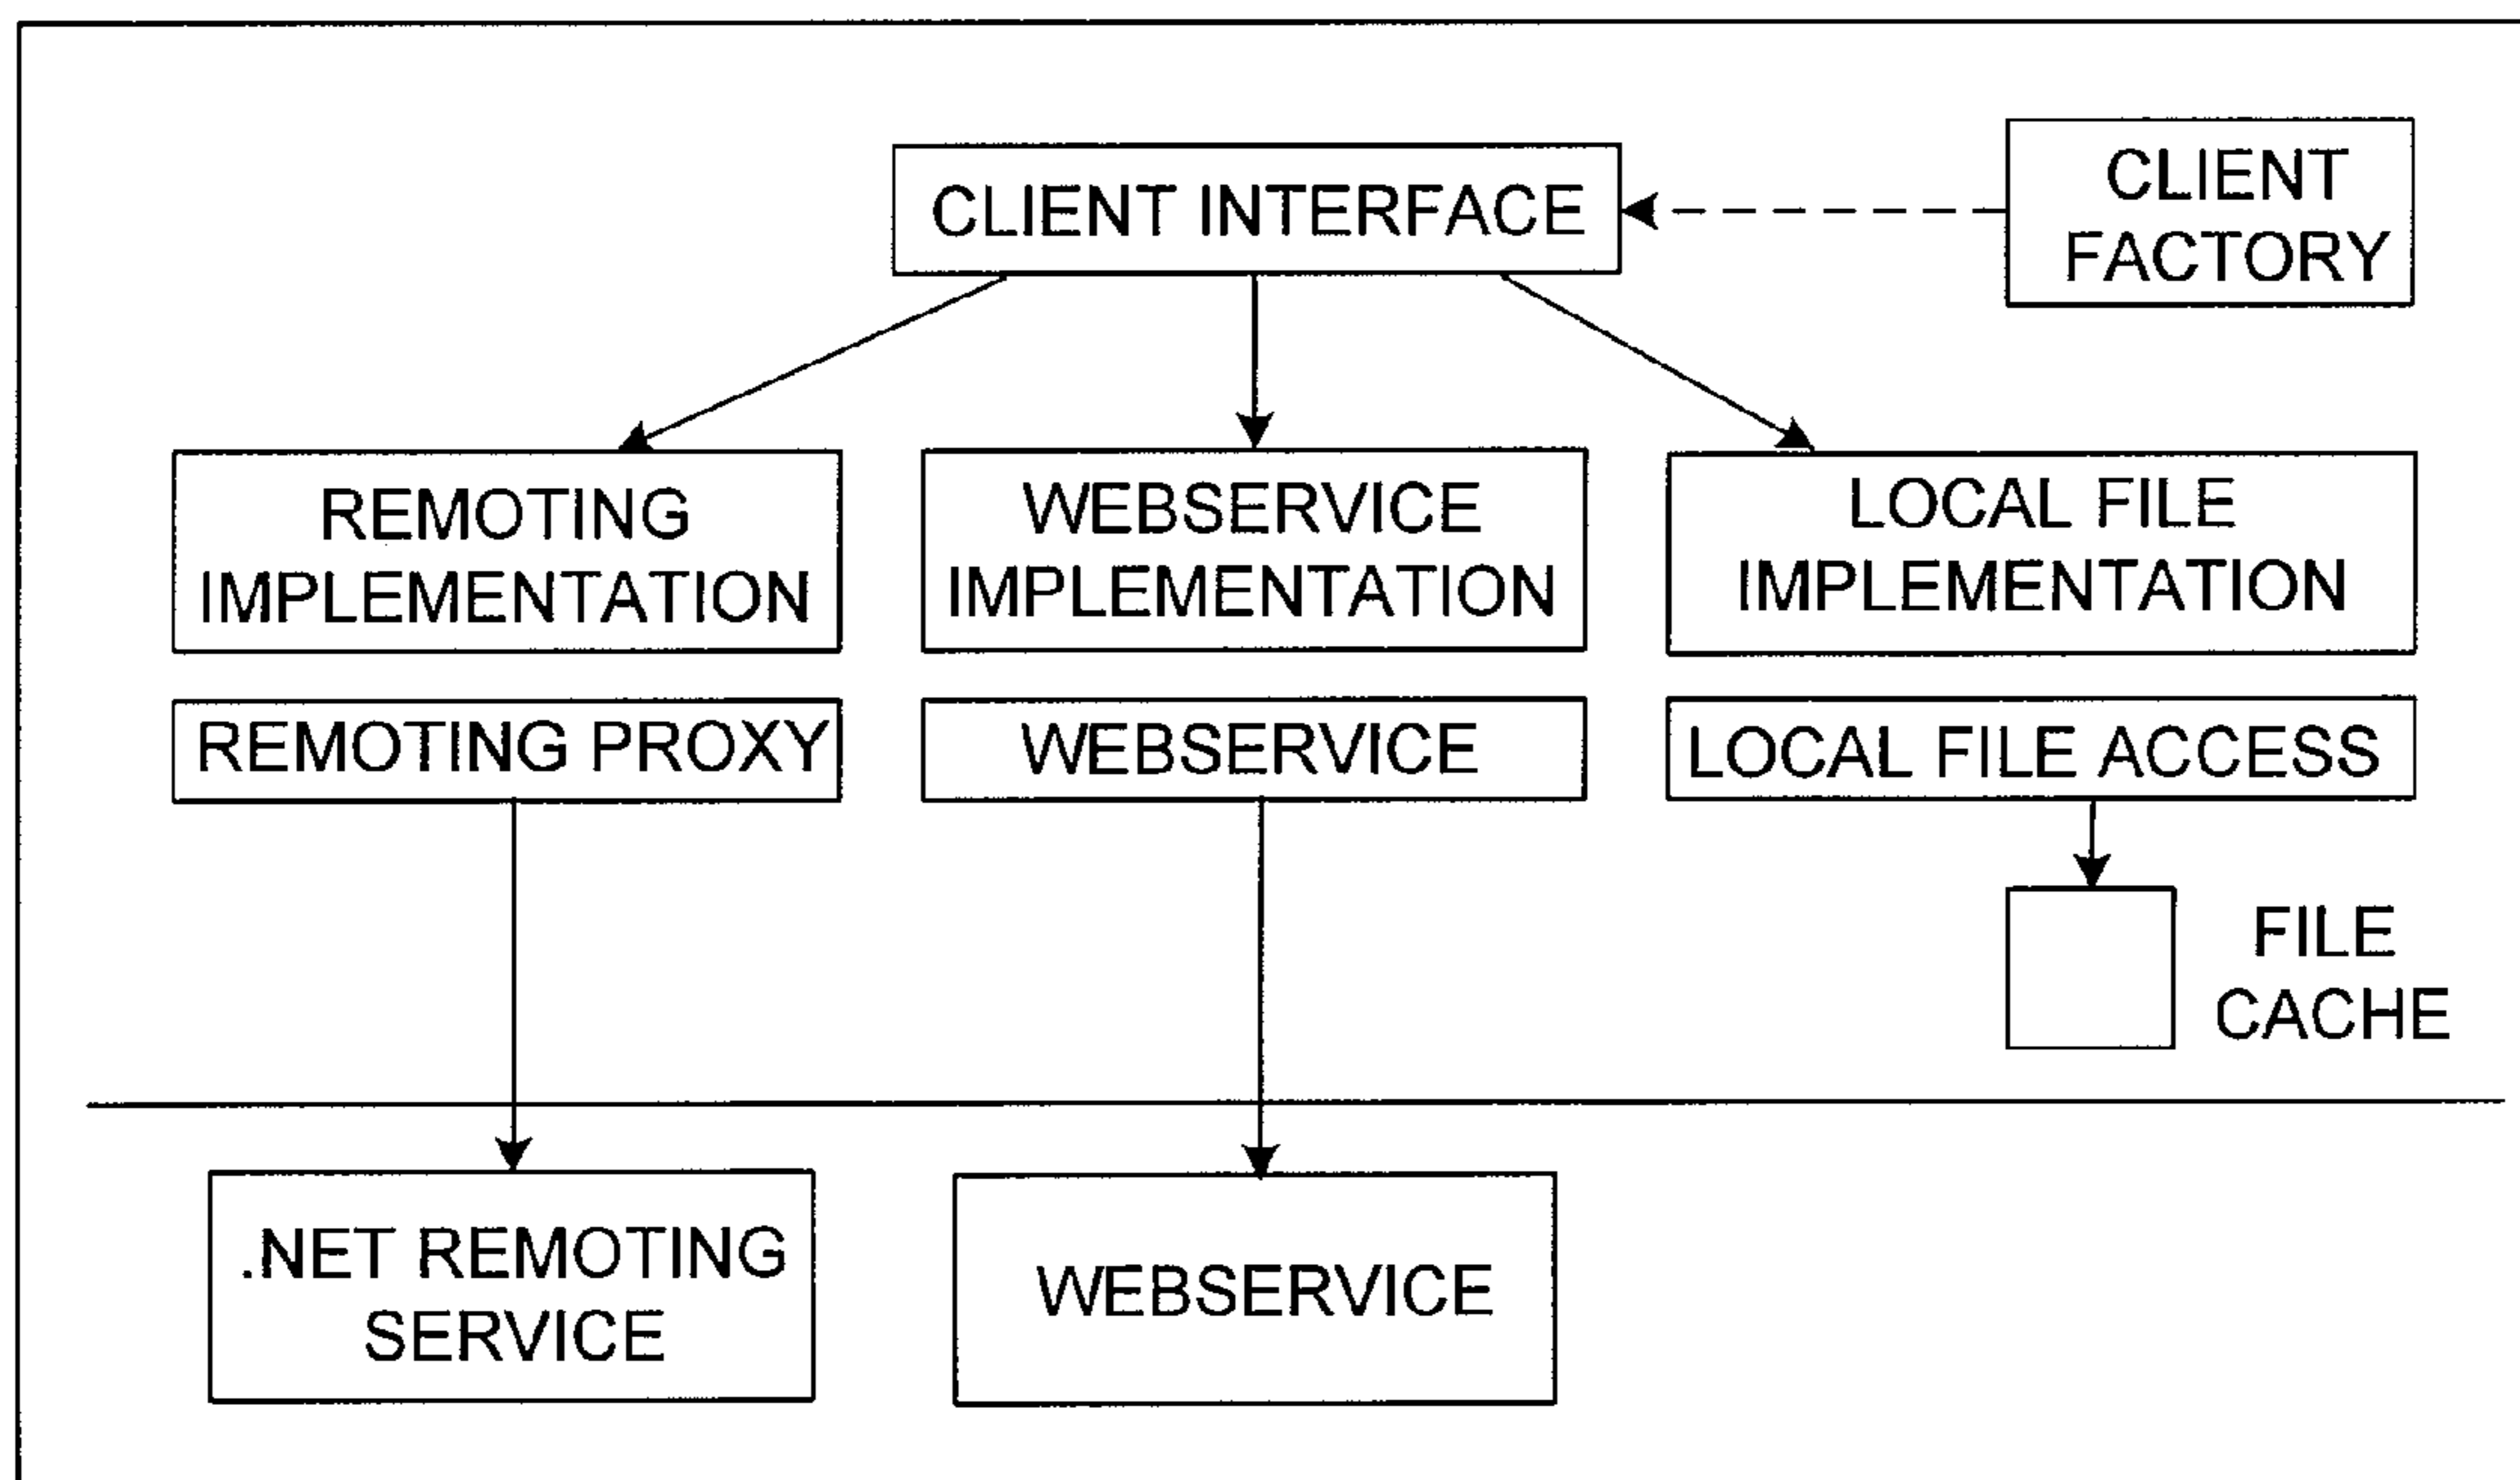 CLIENT INTERFACE
CLIENT
FACTORY
REMOTING
IMPLEMENTATION
WEBSERVICE
IMPLEMENTATION
LOCAL FILE
IMPLEMENTATION
REMOTING PROXY
WEBSERVICE
LOCAL FILE ACCESS
FILE
CACHE
.NET REMOTING
SERVICE
WEBSERVICE